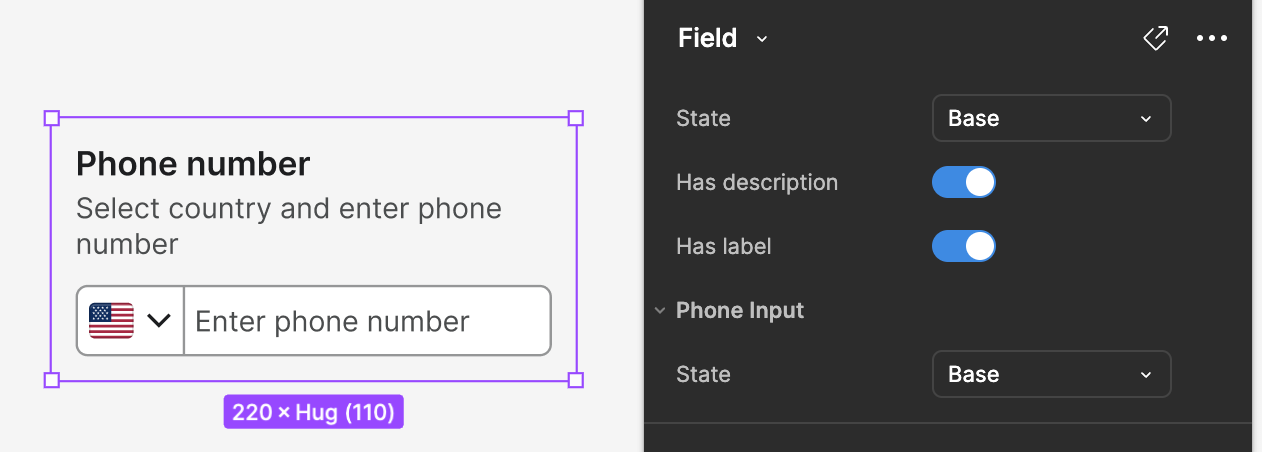 Phone number
Select country and enter phone
number
Enter phone number
220 × Hug (110)
Field
State
Base
Has description
Has label
Phone Input
State
Base